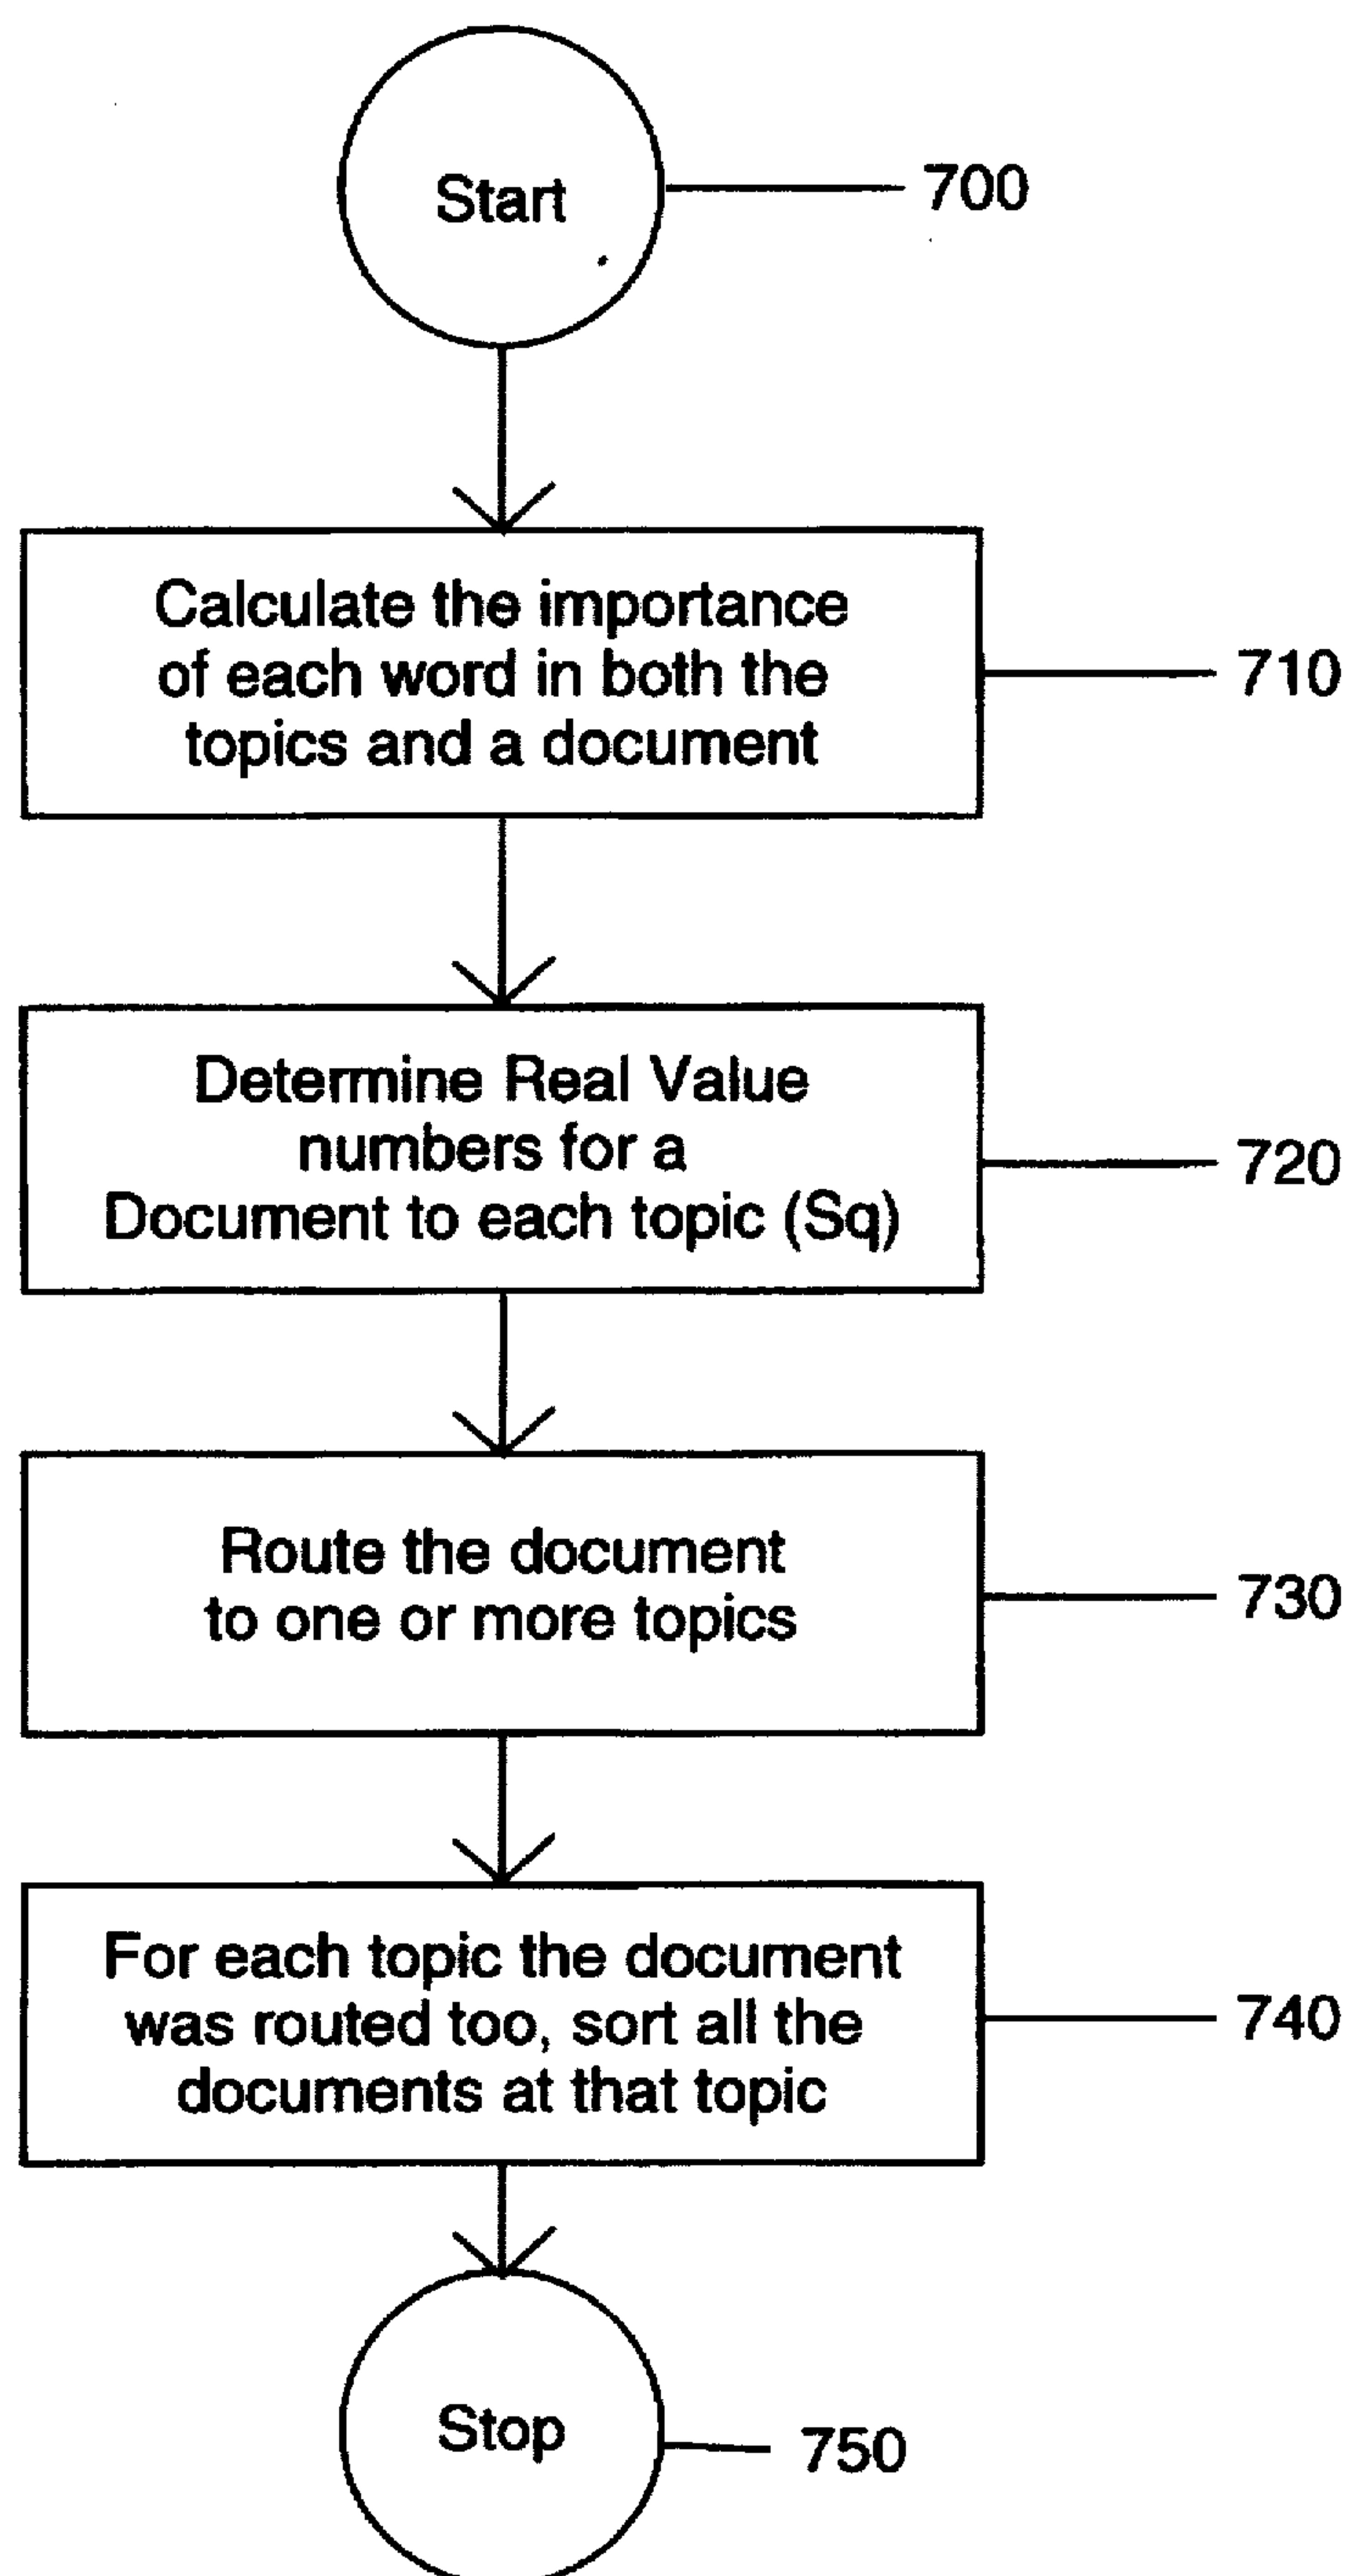 Start
700
Calculate the importance
of each word in both the
topics and a document
710
Determine Real Value
numbers for a
Document to each topic (Sq)
720
Route the document
to one or more topics
730
For each topic the document
was routed too, sort all the
documents at that topic
740
Stop
750